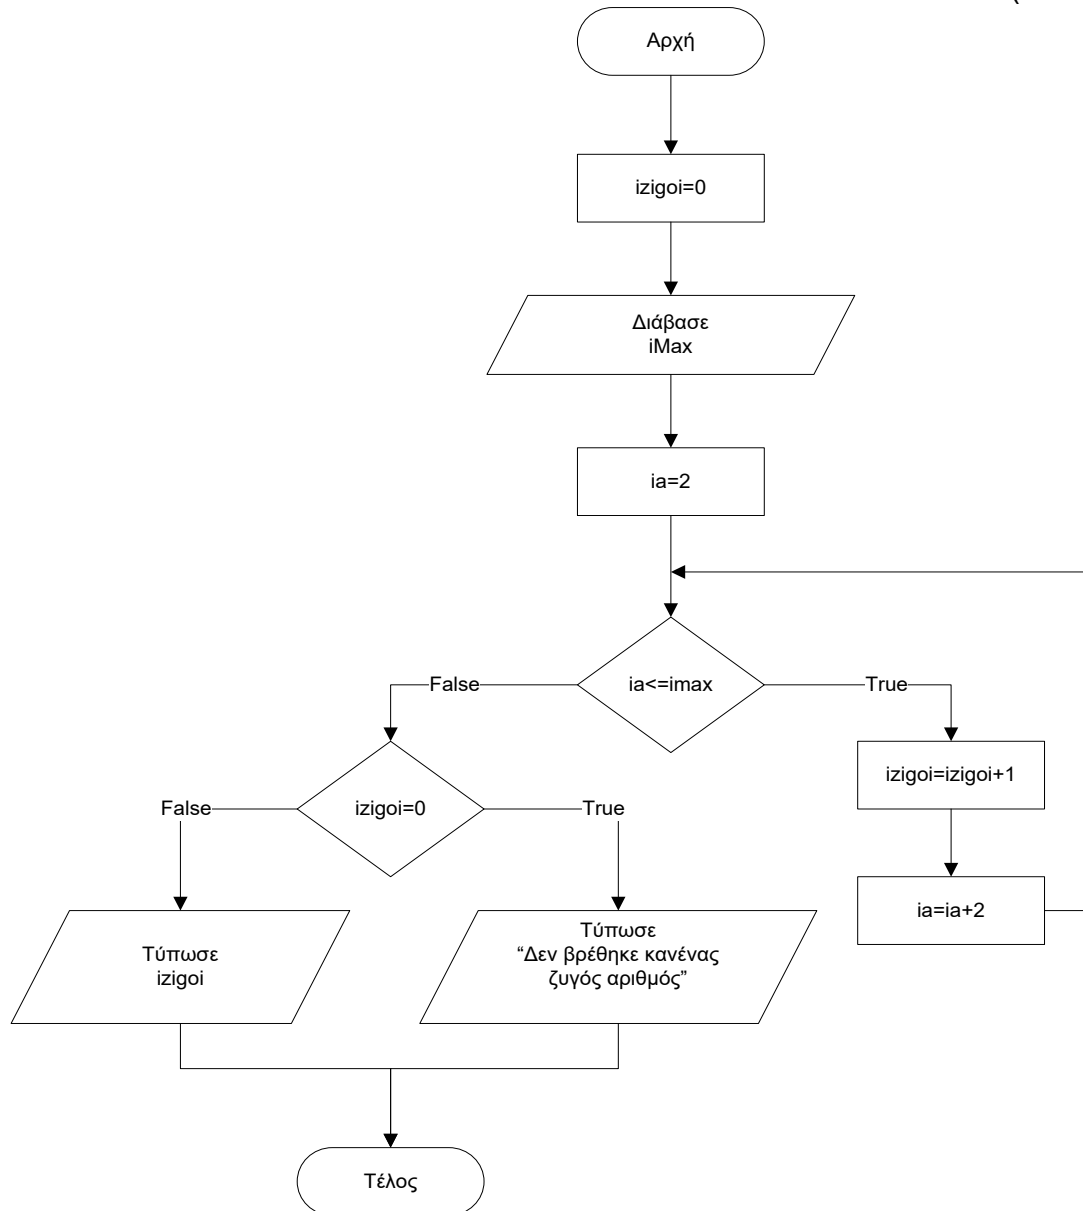 (
Αρχή
izigoi=0
Διάβασε
iMax
ia=2
ia<=imax
False
True
izigoi=izigoi+1
ia=ia+2
izigoi=0
False
True
Τύπωσε
izigoi
Τύπωσε
“Δεν βρέθηκε κανένας
ζυγός αριθμός”
Τέλος